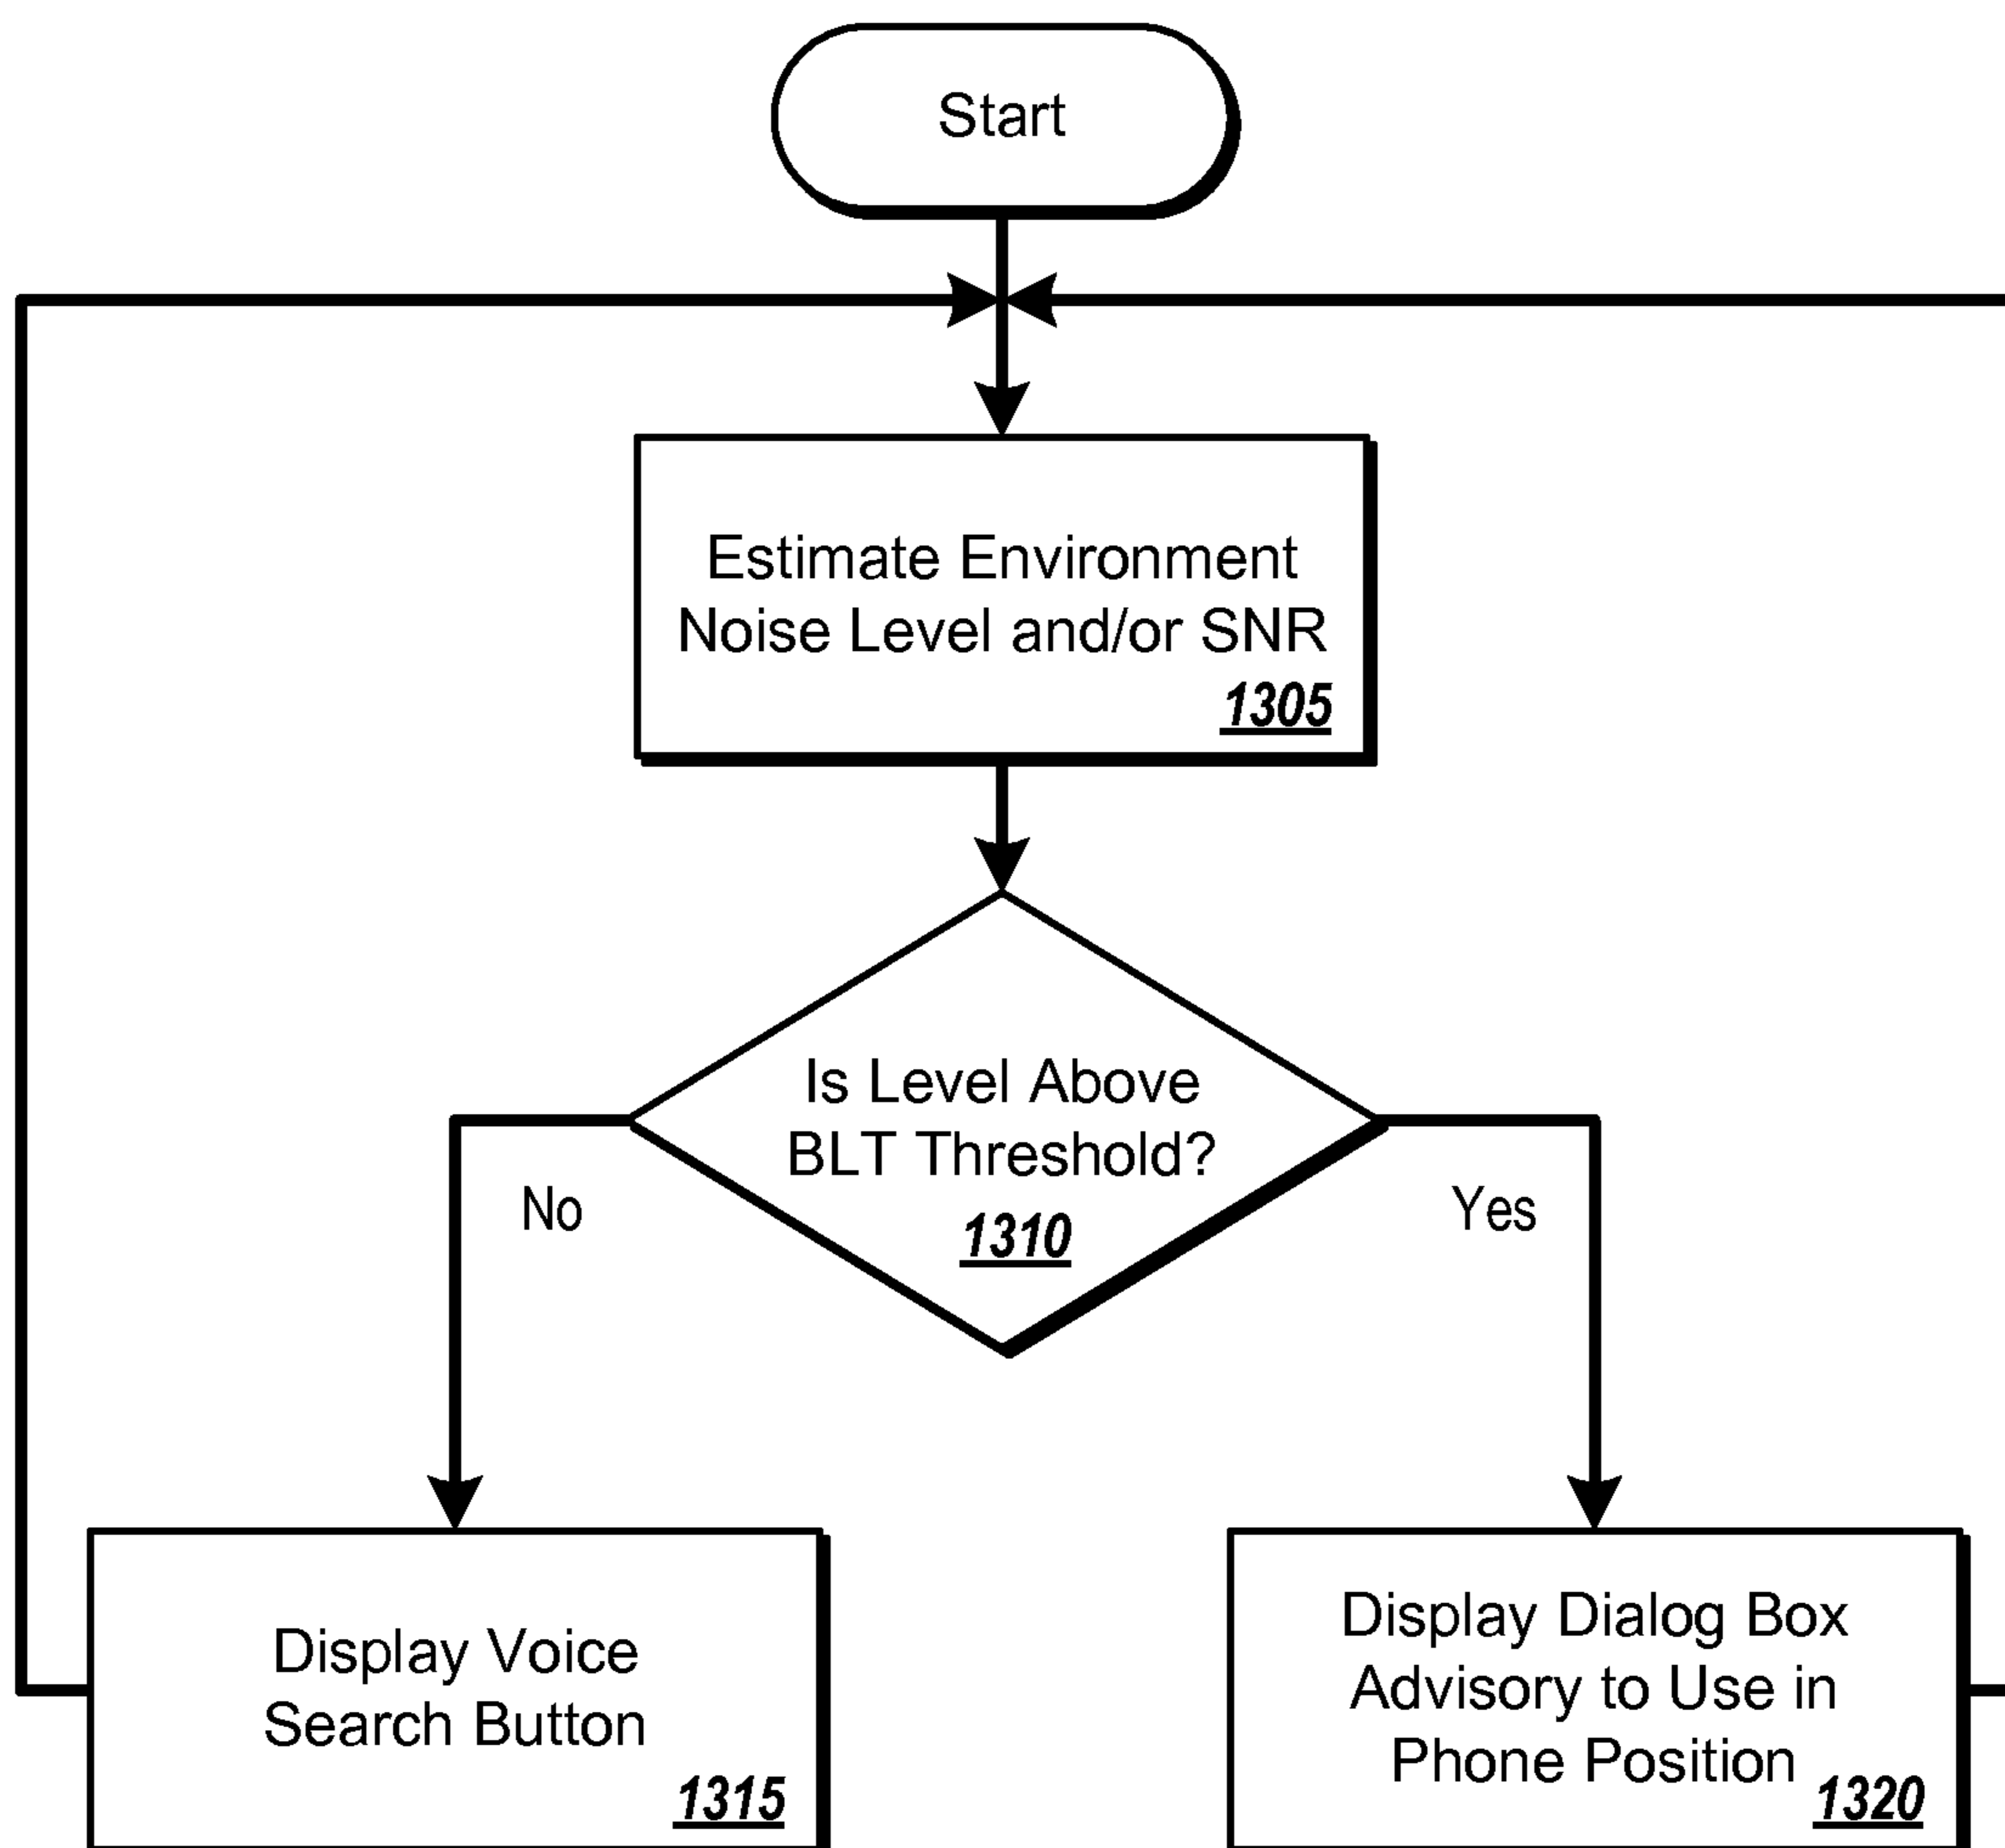 Start
Estimate Environment
Noise Level and/or SNR
1305
Is Level Above
BLT Threshold?
1310
No
Yes
Display Voice
Search Button
1315
Display Dialog Box
Advisory to Use in
Phone Position
1320